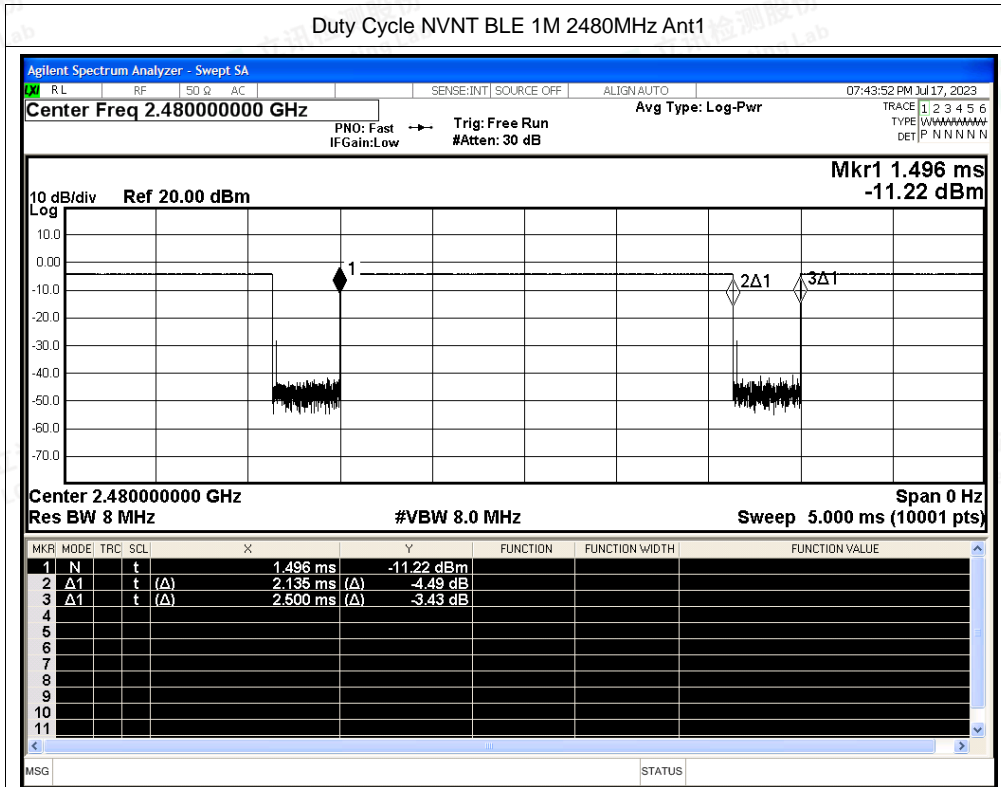 Duty Cycle NVNT BLE 1M 2480MHz Ant1
Agilent Spectrum Analyzer - Swept SA
LXI RL RF 50 Ω AC SENSE:INT SOURCE OFF ALIGN AUTO 07:43:52 PM Jul 17, 2023
Center Freq 2.480000000 GHz
PNO: Fast
IFGain:Low
Trig: Free Run
#Atten: 30 dB
Avg Type: Log-Pwr
TRACE 1 2 3 4 5 6
TYPE WWWWWW
DET P N N N N N
Mkr1 1.496 ms
-11.22 dBm
10 dB/div Ref 20.00 dBm
Log
10.0
0.00
-10.0
-20.0
-30.0
-40.0
-50.0
-60.0
-70.0
1
2Δ1
3Δ1
Center 2.480000000 GHz Span 0 Hz
Res BW 8 MHz #VBW 8.0 MHz Sweep 5.000 ms (10001 pts)
MKR MODE TRC SCL X Y FUNCTION FUNCTION WIDTH FUNCTION VALUE
1 N t 1.496 ms -11.22 dBm
2 Δ1 t (Δ) 2.135 ms (Δ) -4.49 dB
3 Δ1 t (Δ) 2.500 ms (Δ) -3.43 dB
4
5
6
7
8
9
10
11
MSG STATUS